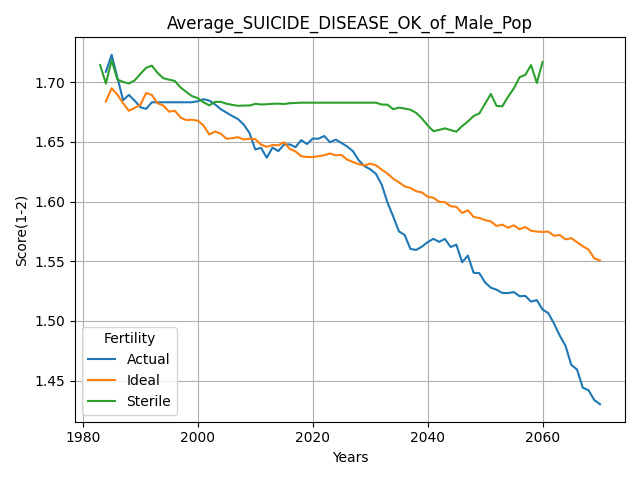 Average_SUICIDE_DISEASE_OK_of_Male_Pop
Score(1-2)
1.70
1.65
1.60
1.55
1.50
1.45
Fertility
Actual
Ideal
Sterile
1980
2000
2020
2040
2060
Years